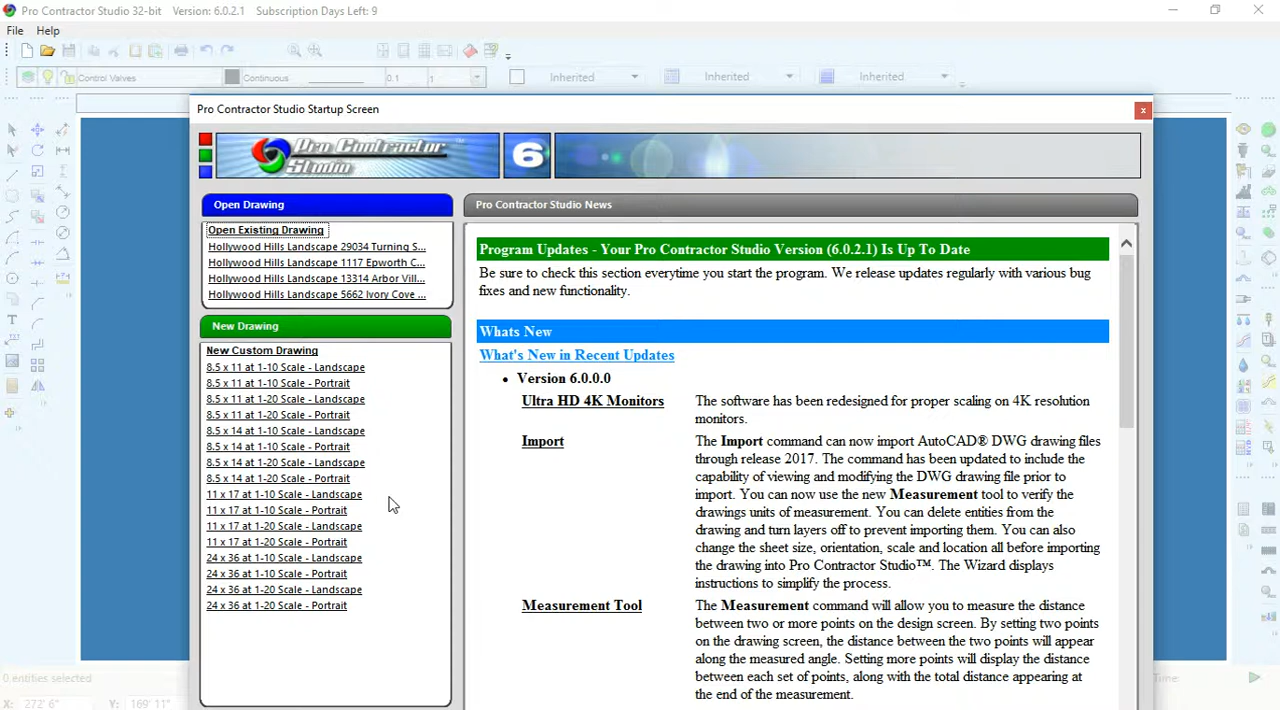 Pro Contractor Studio 32-bit Version: 6.0.2.1 Subscription Days Left: 9
File Help
Control Valves Continuous 0.1 1 Inherited Inherited Inherited
Pro Contractor Studio Startup Screen
x
Pro Contractor Studio 6
Open Drawing
Open Existing Drawing
Hollywood Hills Landscape 29034 Turning S...
Hollywood Hills Landscape 1117 Epworth C...
Hollywood Hills Landscape 13314 Arbor Vill...
Hollywood Hills Landscape 5662 Ivory Cove ...
New Drawing
New Custom Drawing
8.5 x 11 at 1-10 Scale - Landscape
8.5 x 11 at 1-10 Scale - Portrait
8.5 x 11 at 1-20 Scale - Landscape
8.5 x 11 at 1-20 Scale - Portrait
8.5 x 14 at 1-10 Scale - Landscape
8.5 x 14 at 1-10 Scale - Portrait
8.5 x 14 at 1-20 Scale - Landscape
8.5 x 14 at 1-20 Scale - Portrait
11 x 17 at 1-10 Scale - Landscape
11 x 17 at 1-10 Scale - Portrait
11 x 17 at 1-20 Scale - Landscape
11 x 17 at 1-20 Scale - Portrait
24 x 36 at 1-10 Scale - Landscape
24 x 36 at 1-10 Scale - Portrait
24 x 36 at 1-20 Scale - Landscape
24 x 36 at 1-20 Scale - Portrait
Pro Contractor Studio News
Program Updates - Your Pro Contractor Studio Version (6.0.2.1) Is Up To Date
Be sure to check this section everytime you start the program. We release updates regularly with various bug
fixes and new functionality.
Whats New
What's New in Recent Updates
• Version 6.0.0.0
Ultra HD 4K Monitors The software has been redesigned for proper scaling on 4K resolution
monitors.
Import The Import command can now import AutoCAD® DWG drawing files
through release 2017. The command has been updated to include the
capability of viewing and modifying the DWG drawing file prior to
import. You can now use the new Measurement tool to verify the
drawings units of measurement. You can delete entities from the
drawing and turn layers off to prevent importing them. You can also
change the sheet size, orientation, scale and location all before importing
the drawing into Pro Contractor Studio™. The Wizard displays
instructions to simplify the process.
Measurement Tool The Measurement command will allow you to measure the distance
between two or more points on the design screen. By setting two points
on the drawing screen, the distance between the two points will appear
along the measured angle. Setting more points will display the distance
between each set of points, along with the total distance appearing at
the end of the measurement.
0 entities selected
Time:
X: 272' 6" Y: 169' 11"